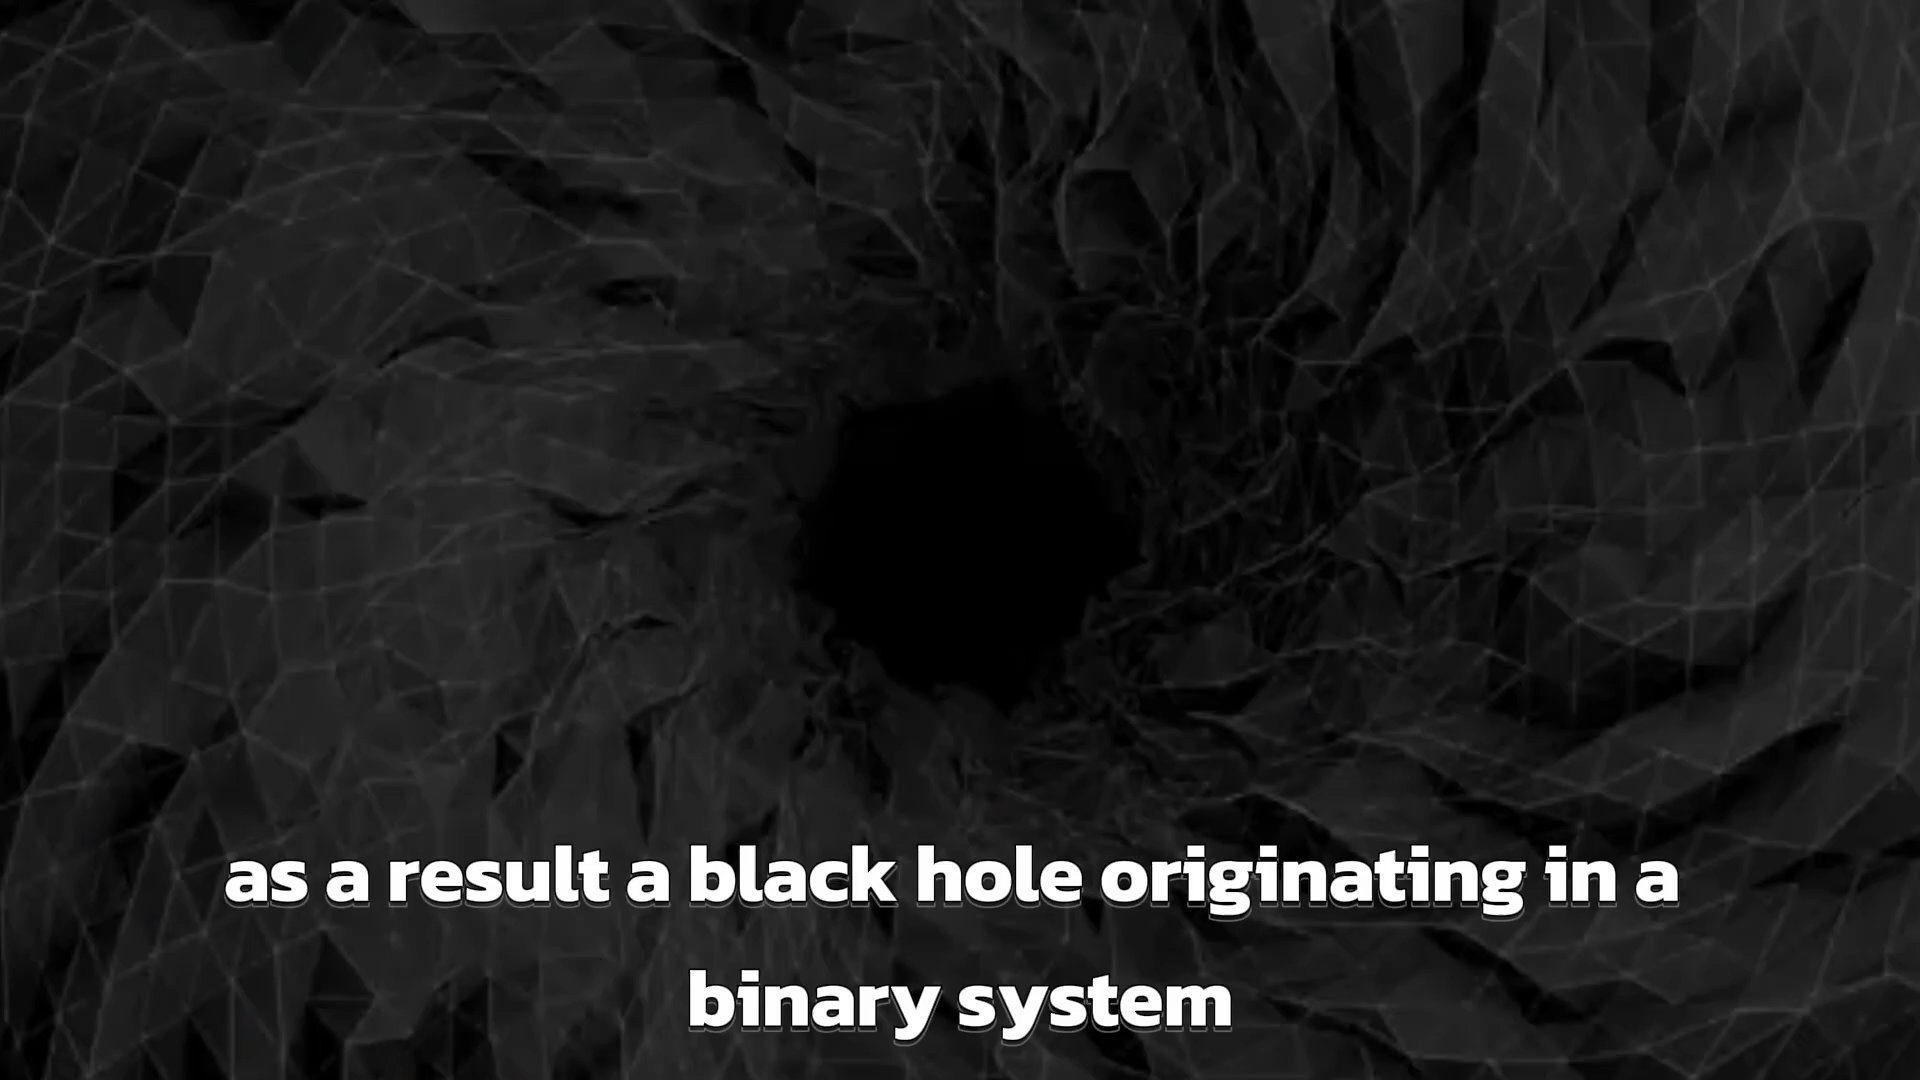 as a result a black hole originating in a
binary system